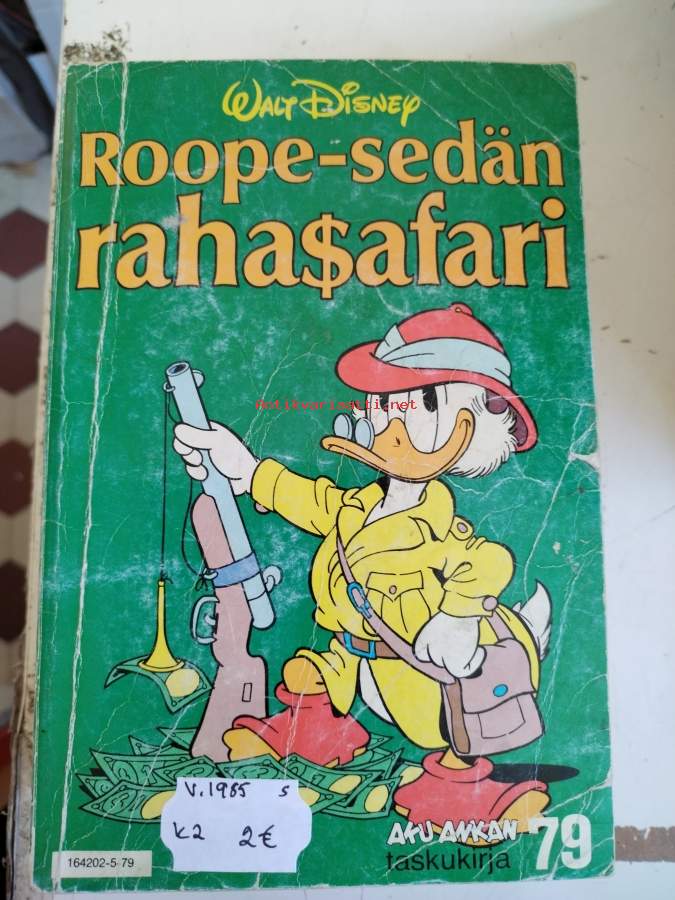 WALT DISNEY
Roope-sedän
raha$afari
Antikvariaatti.net
V.1985 S
K2 2€
164202-5-79
AKU ANKAN
taskukirja 79